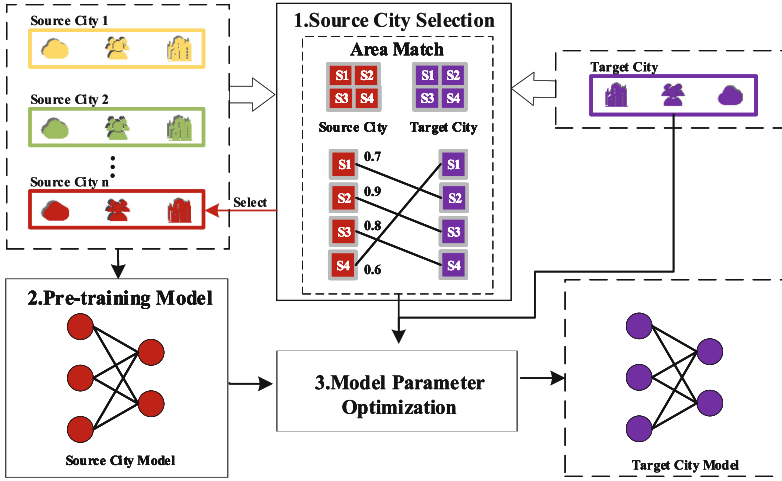 Source City 1
Source City 2
Source City n
Select
1.Source City Selection
Area Match
S1 S2
S3 S4
Source City
S1 S2
S3 S4
Target City
S1 0.7 S1
S2 0.9 S2
S3 0.8 S3
S4 0.6 S4
Target City
2.Pre-training Model
Source City Model
3.Model Parameter
Optimization
Target City Model